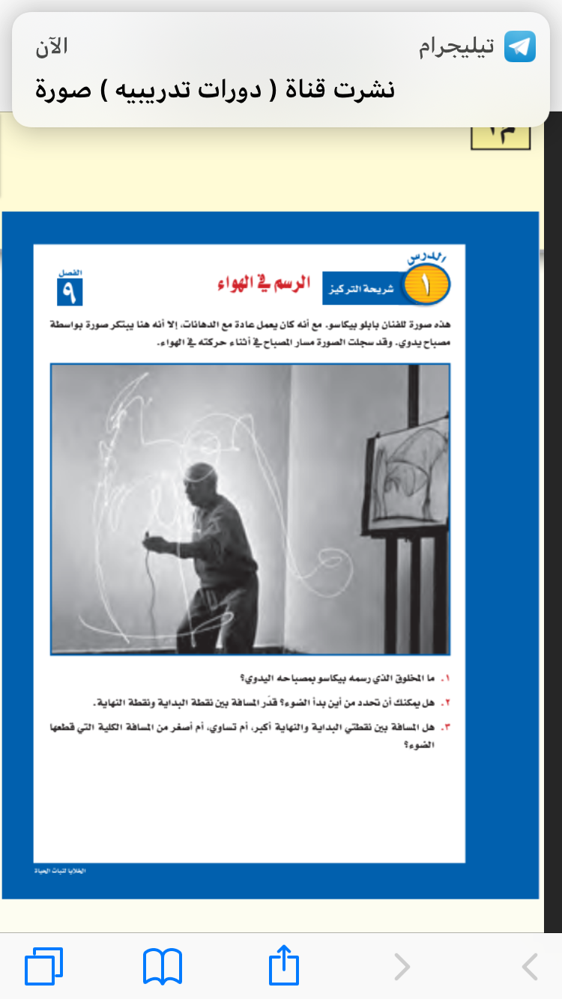 تيليجرام
الآن
نشرت قناة ( دورات تدريبيه ) صورة
الدرس
١
شريحة التركيز
الرسم في الهواء
الفصل
٩
هذه صورة للفنان بابلو بيكاسو. مع أنه كان يعمل عادة مع الدهانات، إلا أنه هنا يبتكر صورة بواسطة
مصباح يدوي. وقد سجلت الصورة مسار المصباح في أثناء حركته في الهواء.
١. ما المخلوق الذي رسمه بيكاسو بمصباحه اليدوي؟
٢. هل يمكنك أن تحدد من أين بدأ الضوء؟ قدّر المسافة بين نقطة البداية ونقطة النهاية.
٣. هل المسافة بين نقطتي البداية والنهاية أكبر، أم تساوي، أم أصغر من المسافة الكلية التي قطعها
الضوء؟
الخلايا لبنات الحياة